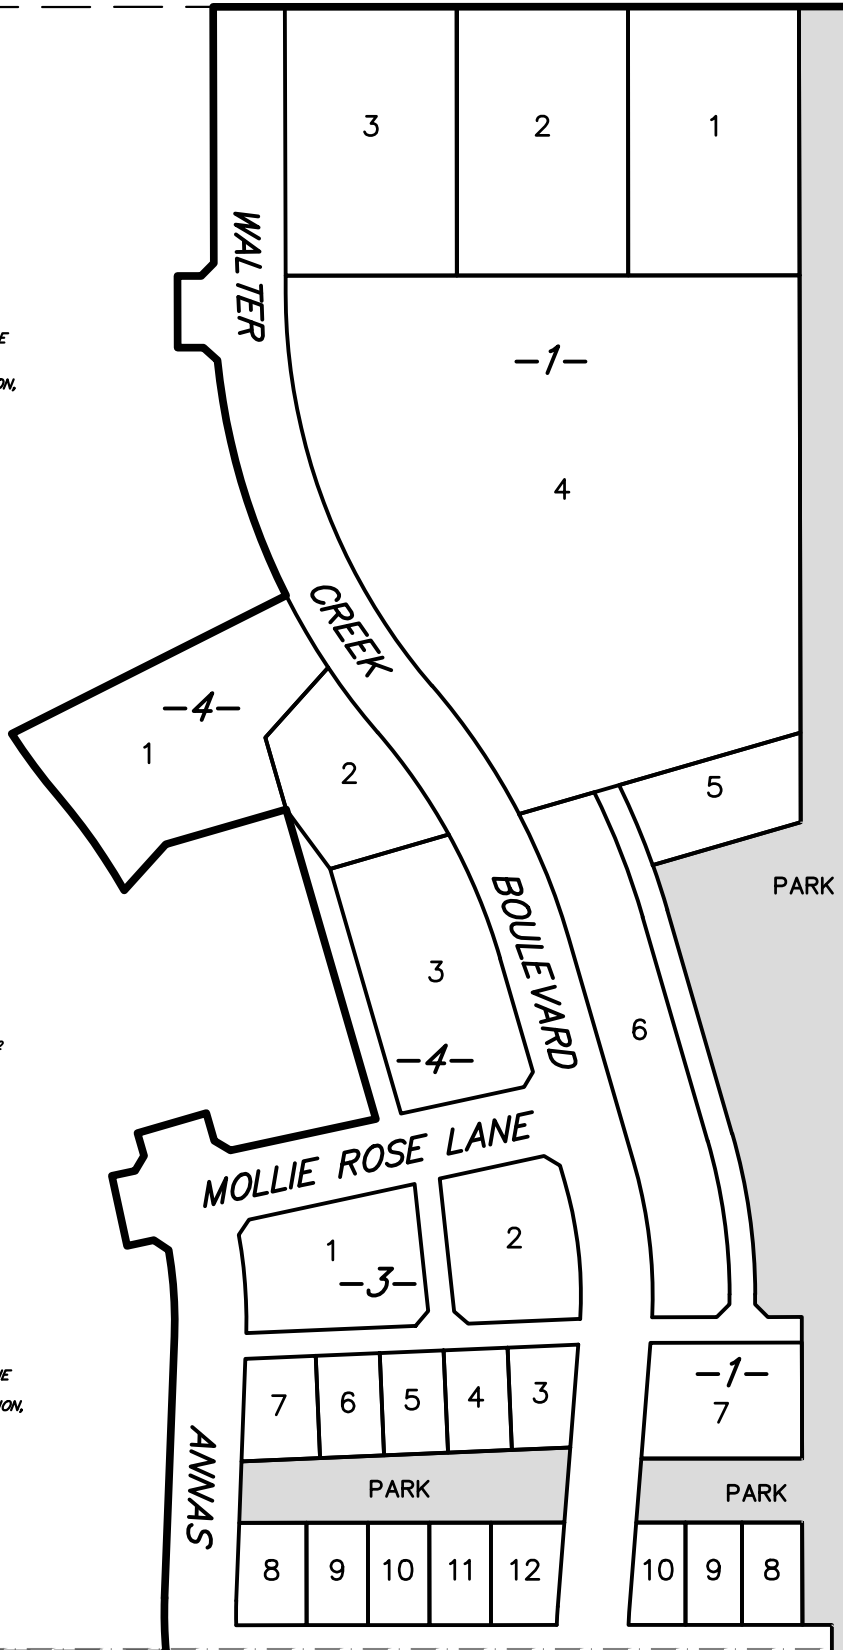 3 2 1
WALTER
E
-1-
ON,
4
CREEK
-4-
1
2
5
PARK
BOULEVARD
3
6
-4-
MOLLIE ROSE LANE
1
2
-3-
-1-
7
7 6 5 4 3
ON,
ANNAS
PARK
PARK
8 9 10 11 12
10 9 8